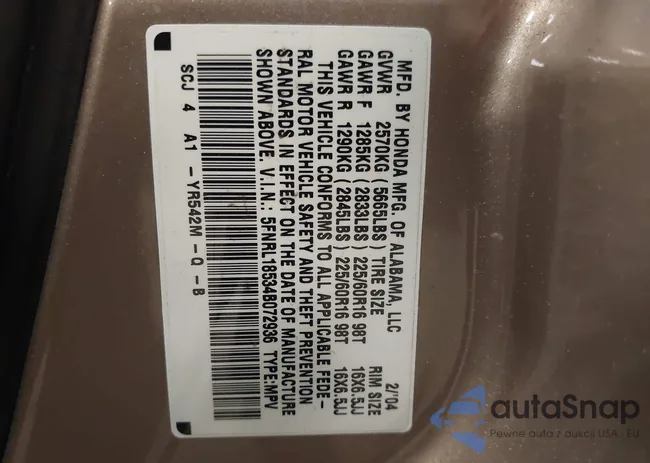 MFD. BY HONDA MFG. OF ALABAMA, LLC 2/'04
GVWR 2570KG (5665LBS) TIRE SIZE RIM SIZE
GAWR F 1285KG (2833LBS) 225/60R16 98T 16X6.5JJ
GAWR R 1290KG (2845LBS) 225/60R16 98T 16X6.5JJ
THIS VEHICLE CONFORMS TO ALL APPLICABLE FEDE-
RAL MOTOR VEHICLE SAFETY AND THEFT PREVENTION
STANDARDS IN EFFECT ON THE DATE OF MANUFACTURE
SHOWN ABOVE. V.I.N.: 5FNRL18534B072936 TYPE:MPV
SCJ 4 A1 - YR542M - Q - B
autaSnap
Pewne auta z aukcji USA i EU